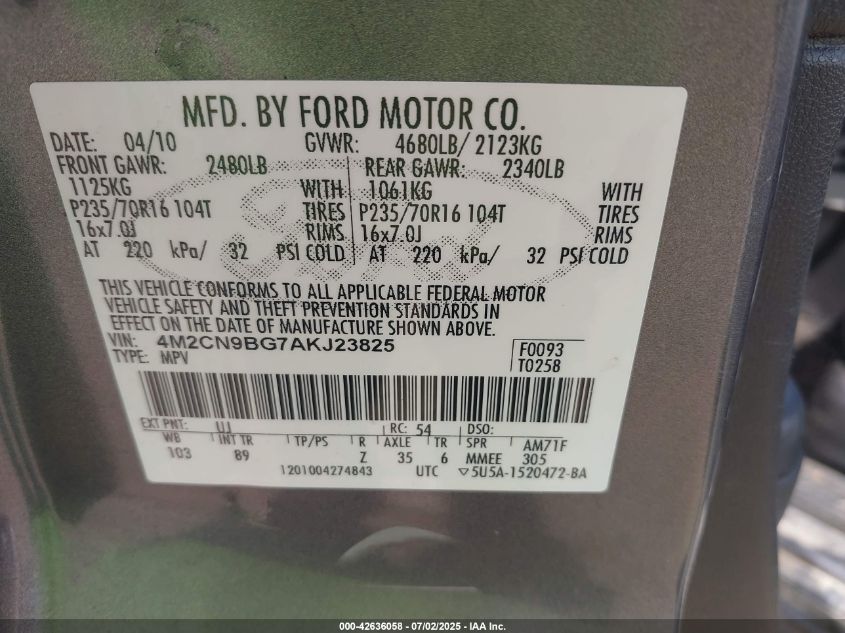 MFD. BY FORD MOTOR CO.
DATE: 04/10 GVWR: 4680LB/ 2123KG
FRONT GAWR: 2480LB REAR GAWR: 2340LB
1125KG WITH 1061KG WITH
P235/70R16 104T TIRES P235/70R16 104T TIRES
16x7.0J RIMS 16x7.0J RIMS
AT 220 kPa/ 32 PSI COLD AT 220 kPa/ 32 PSI COLD
THIS VEHICLE CONFORMS TO ALL APPLICABLE FEDERAL MOTOR
VEHICLE SAFETY AND THEFT PREVENTION STANDARDS IN
EFFECT ON THE DATE OF MANUFACTURE SHOWN ABOVE.
VIN: 4M2CN9BG7AKJ23825 F0093
TYPE: MPV T0258
EXT PNT: UJ RC: 54 DSO:
WB INT TR TP/PS R AXLE TR SPR AM71F
103 89 Z 35 6 MMEE 305
1201004274843 UTC ▽5U5A-1520472-BA
Ford
000-42636058 - 07/02/2025 - IAA Inc.